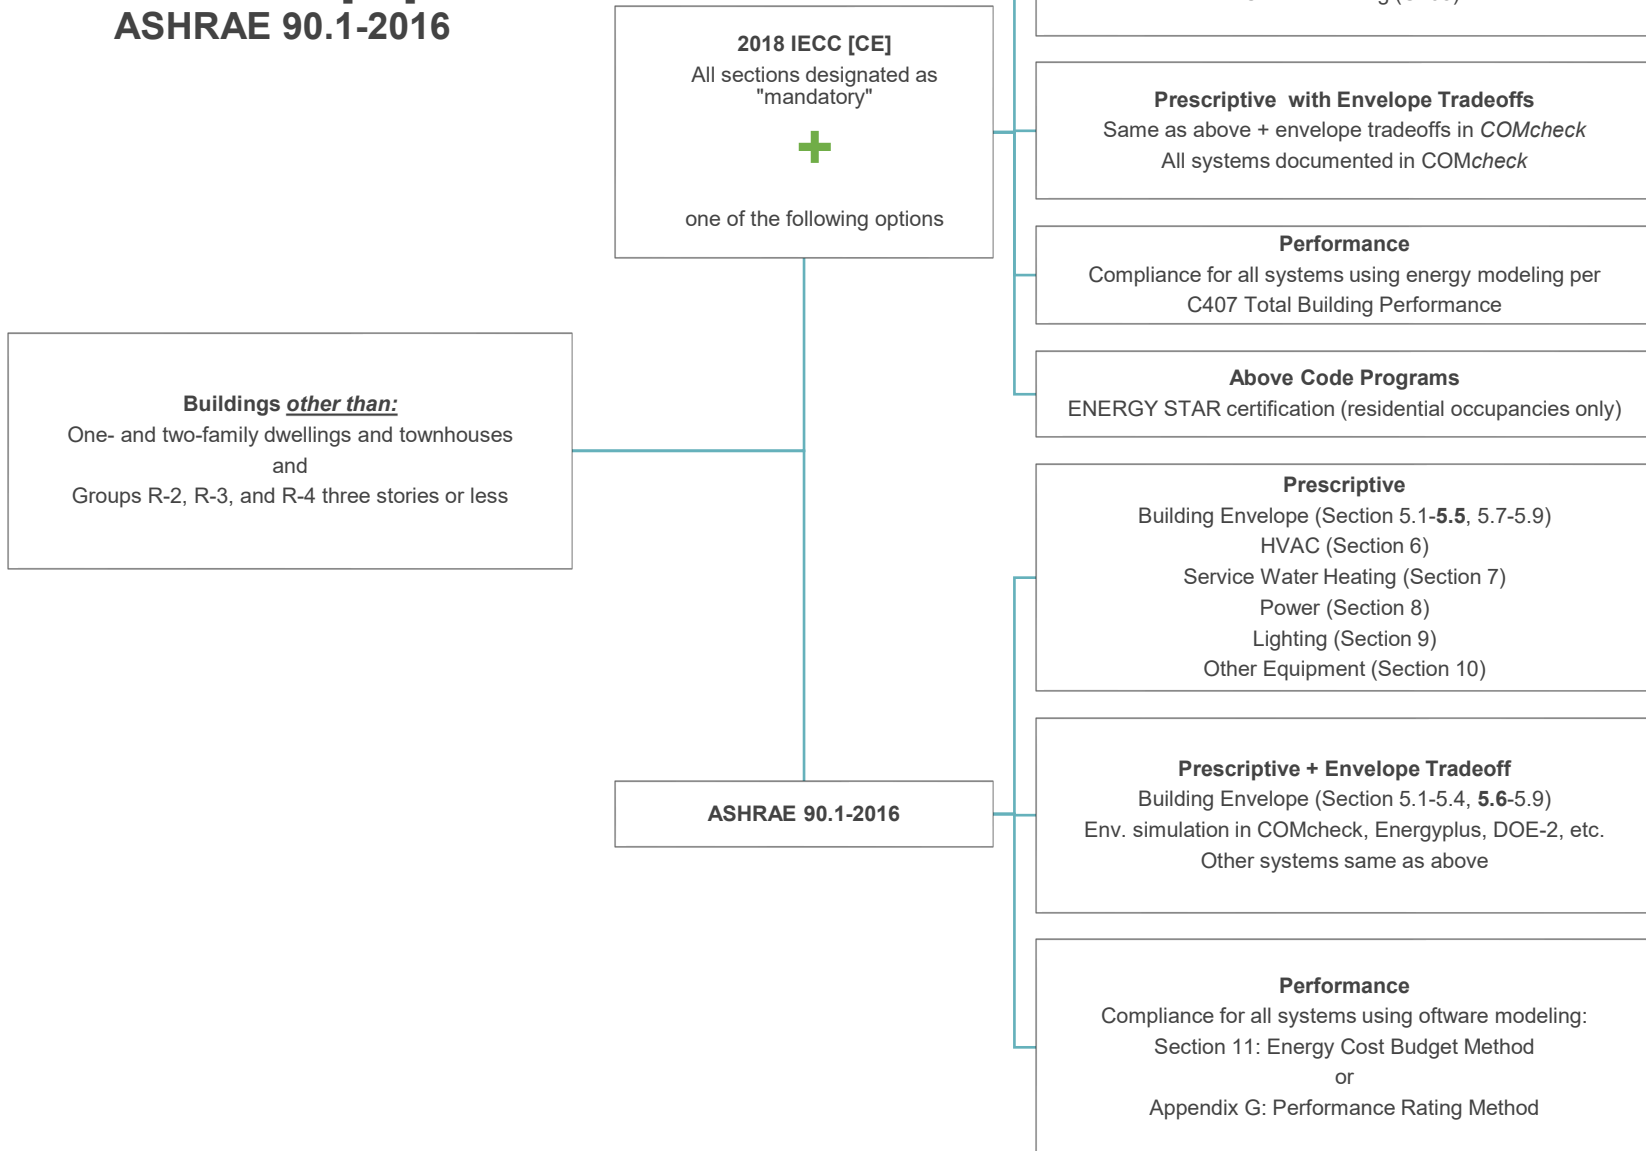 ASHRAE 90.1-2016
2018 IECC [CE]
All sections designated as
"mandatory"
+
one of the following options
Prescriptive with Envelope Tradeoffs
Same as above + envelope tradeoffs in COMcheck
All systems documented in COMcheck
Performance
Compliance for all systems using energy modeling per
C407 Total Building Performance
Above Code Programs
ENERGY STAR certification (residential occupancies only)
Buildings other than:
One- and two-family dwellings and townhouses
and
Groups R-2, R-3, and R-4 three stories or less
Prescriptive
Building Envelope (Section 5.1-5.5, 5.7-5.9)
HVAC (Section 6)
Service Water Heating (Section 7)
Power (Section 8)
Lighting (Section 9)
Other Equipment (Section 10)
ASHRAE 90.1-2016
Prescriptive + Envelope Tradeoff
Building Envelope (Section 5.1-5.4, 5.6-5.9)
Env. simulation in COMcheck, Energyplus, DOE-2, etc.
Other systems same as above
Performance
Compliance for all systems using oftware modeling:
Section 11: Energy Cost Budget Method
or
Appendix G: Performance Rating Method